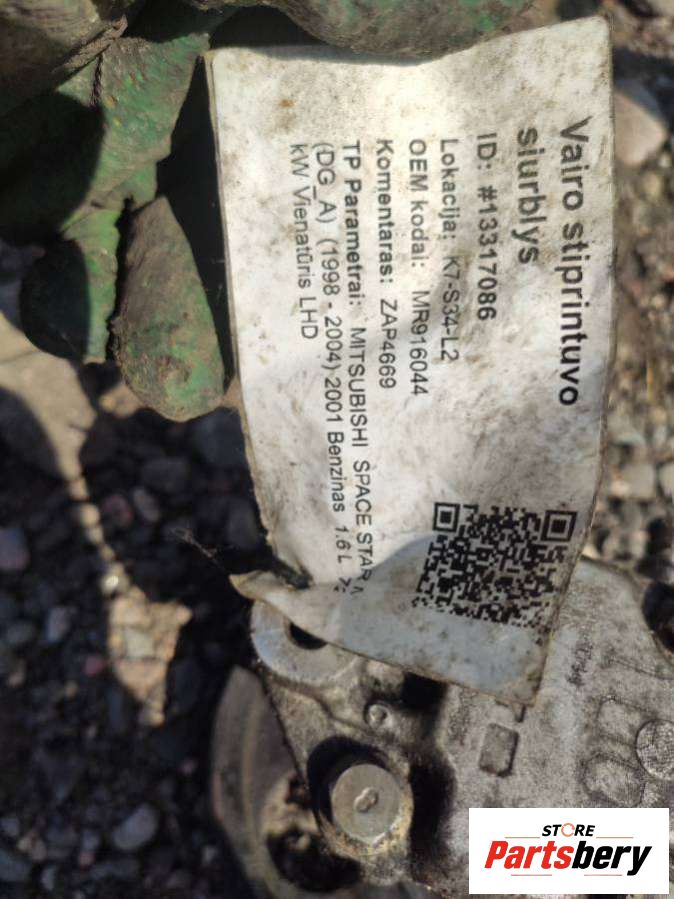 Vairo stiprintuvo
siurblys
ID: #13317086
Lokacija: K7-S34-L2
OEM kodai: MR916044
Komentaras: ZAP4669
TP Parametrai: MITSUBISHI SPACE STAR
(DG_A) (1998 - 2004) 2001 Benzinas 1.6 L
kW Vienatūris LHD
STORE
Partsbery